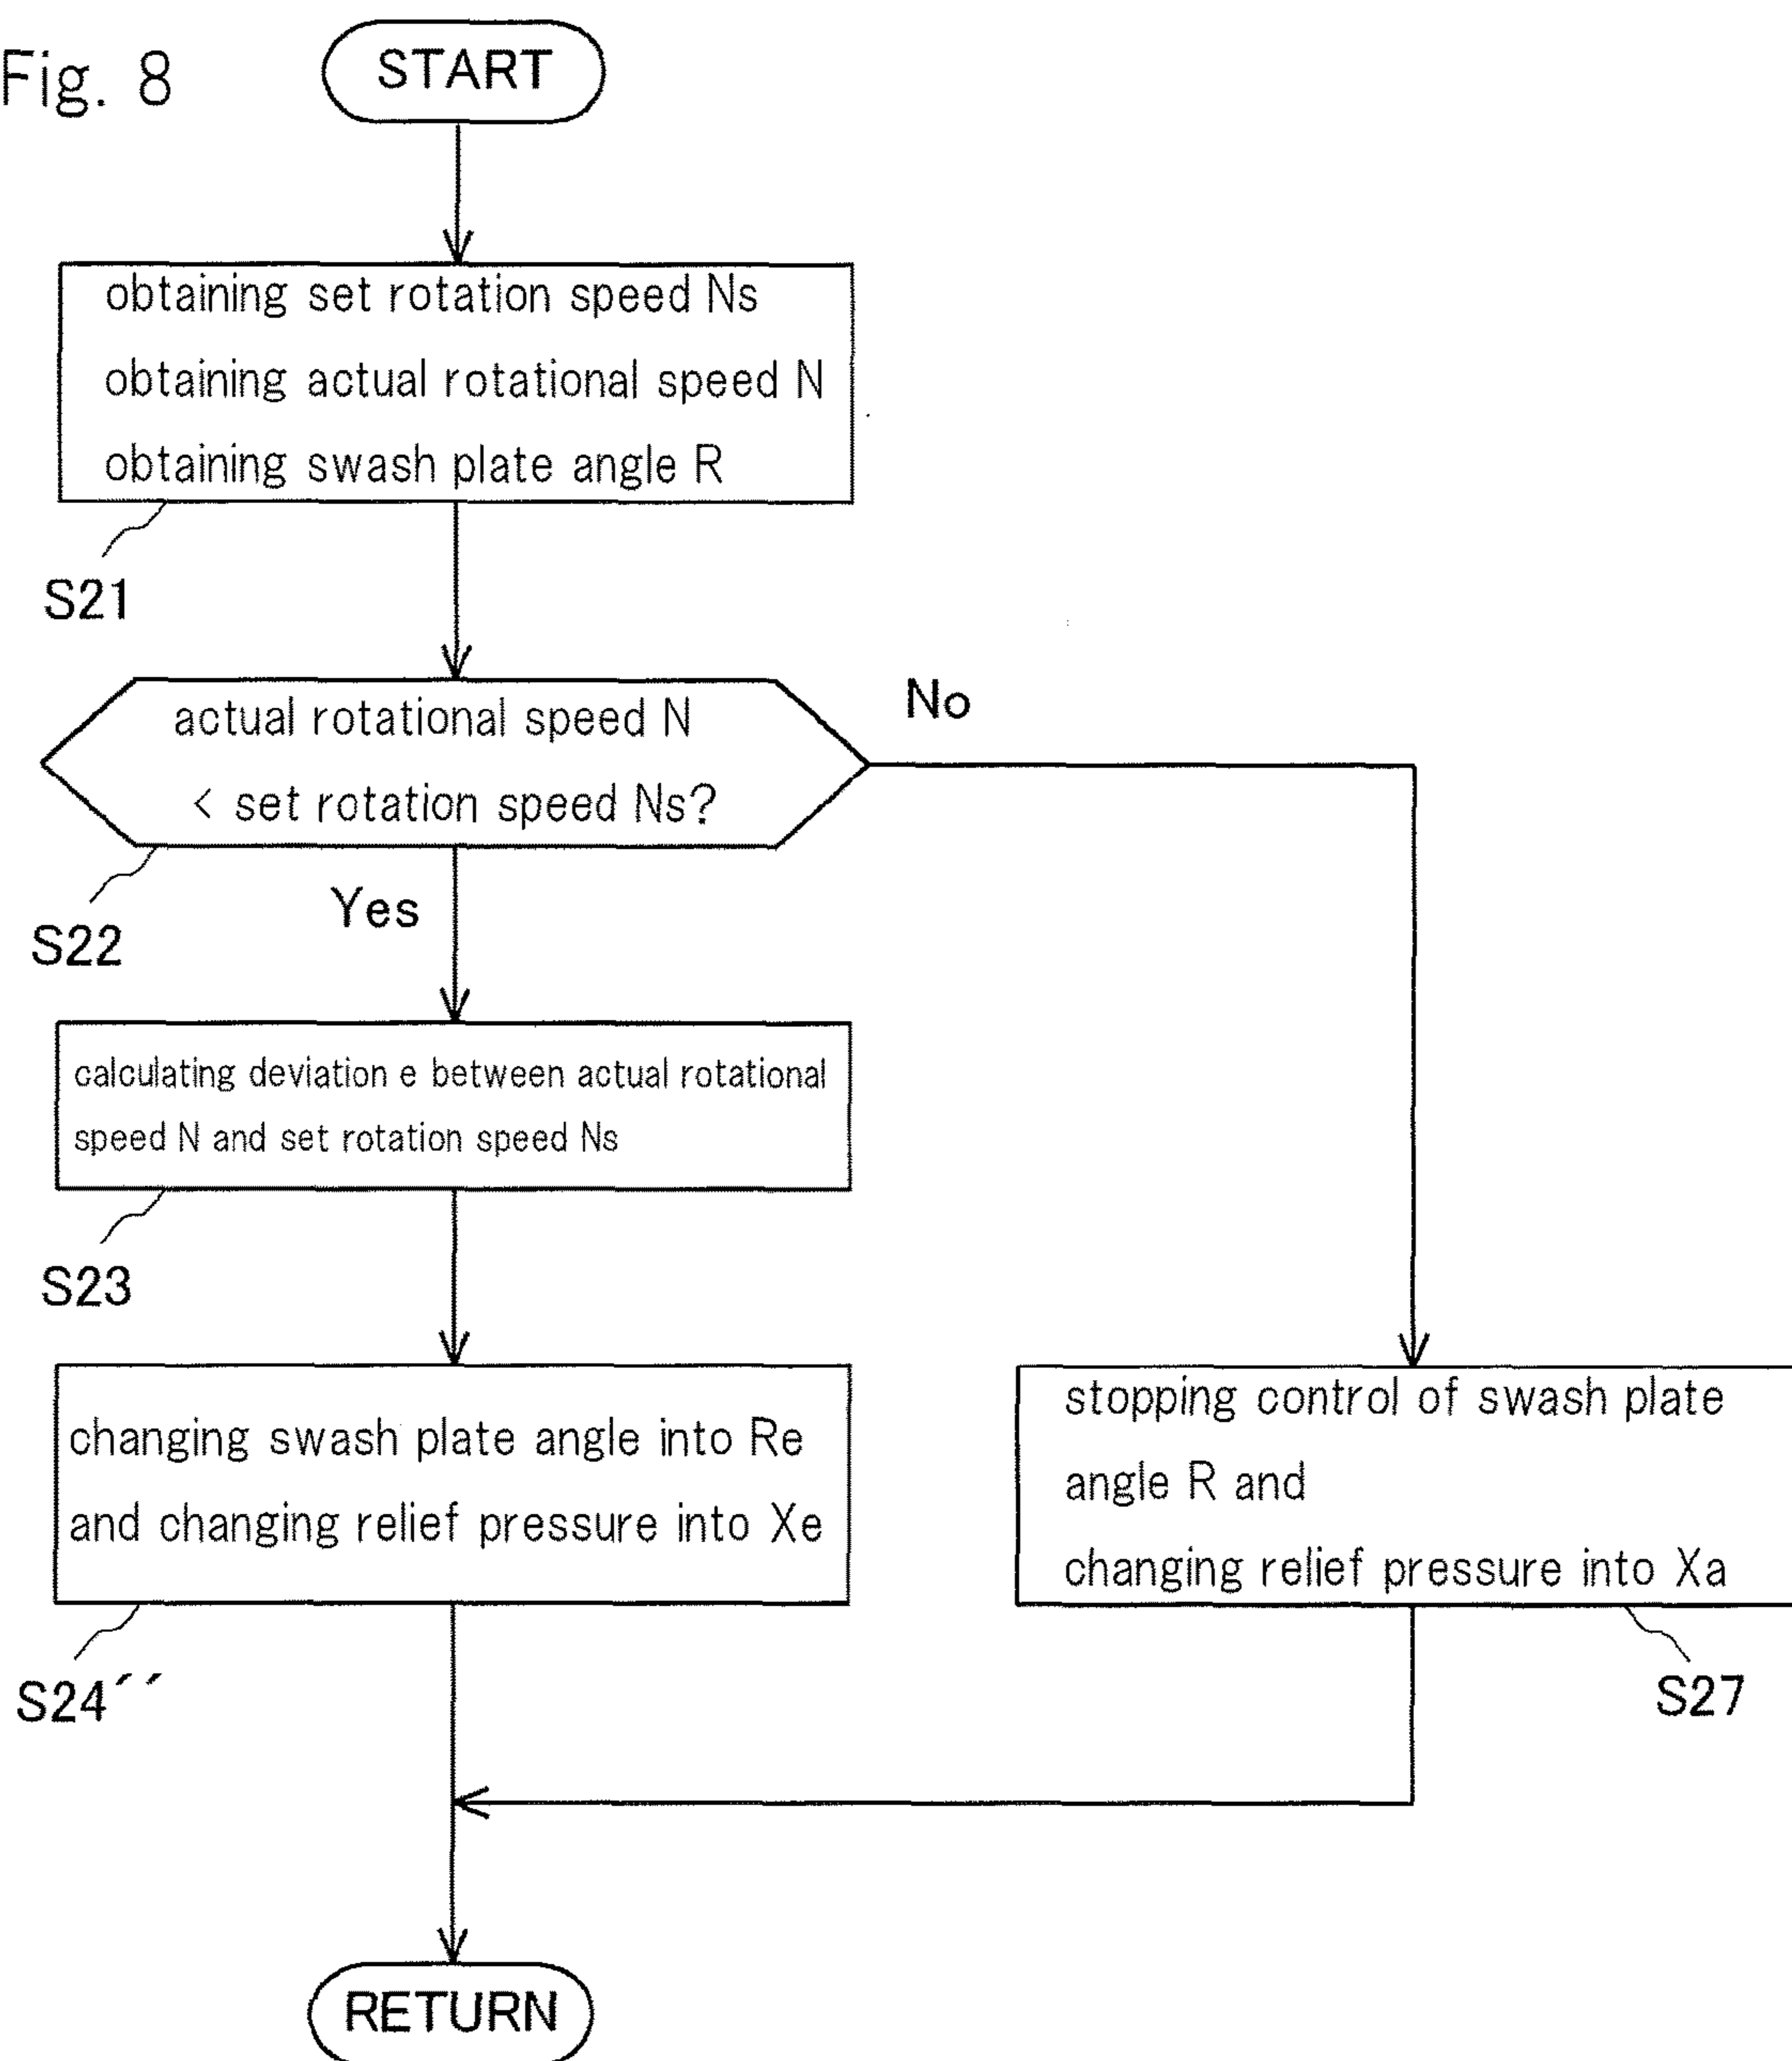 Fig. 8
START
obtaining set rotation speed Ns
obtaining actual rotational speed N
obtaining swash plate angle R
S21
actual rotational speed N
< set rotation speed Ns?
No
S22
Yes
calculating deviation e between actual rotational
speed N and set rotation speed Ns
S23
changing swash plate angle into Re
and changing relief pressure into Xe
S24´´
stopping control of swash plate
angle R and
changing relief pressure into Xa
S27
RETURN